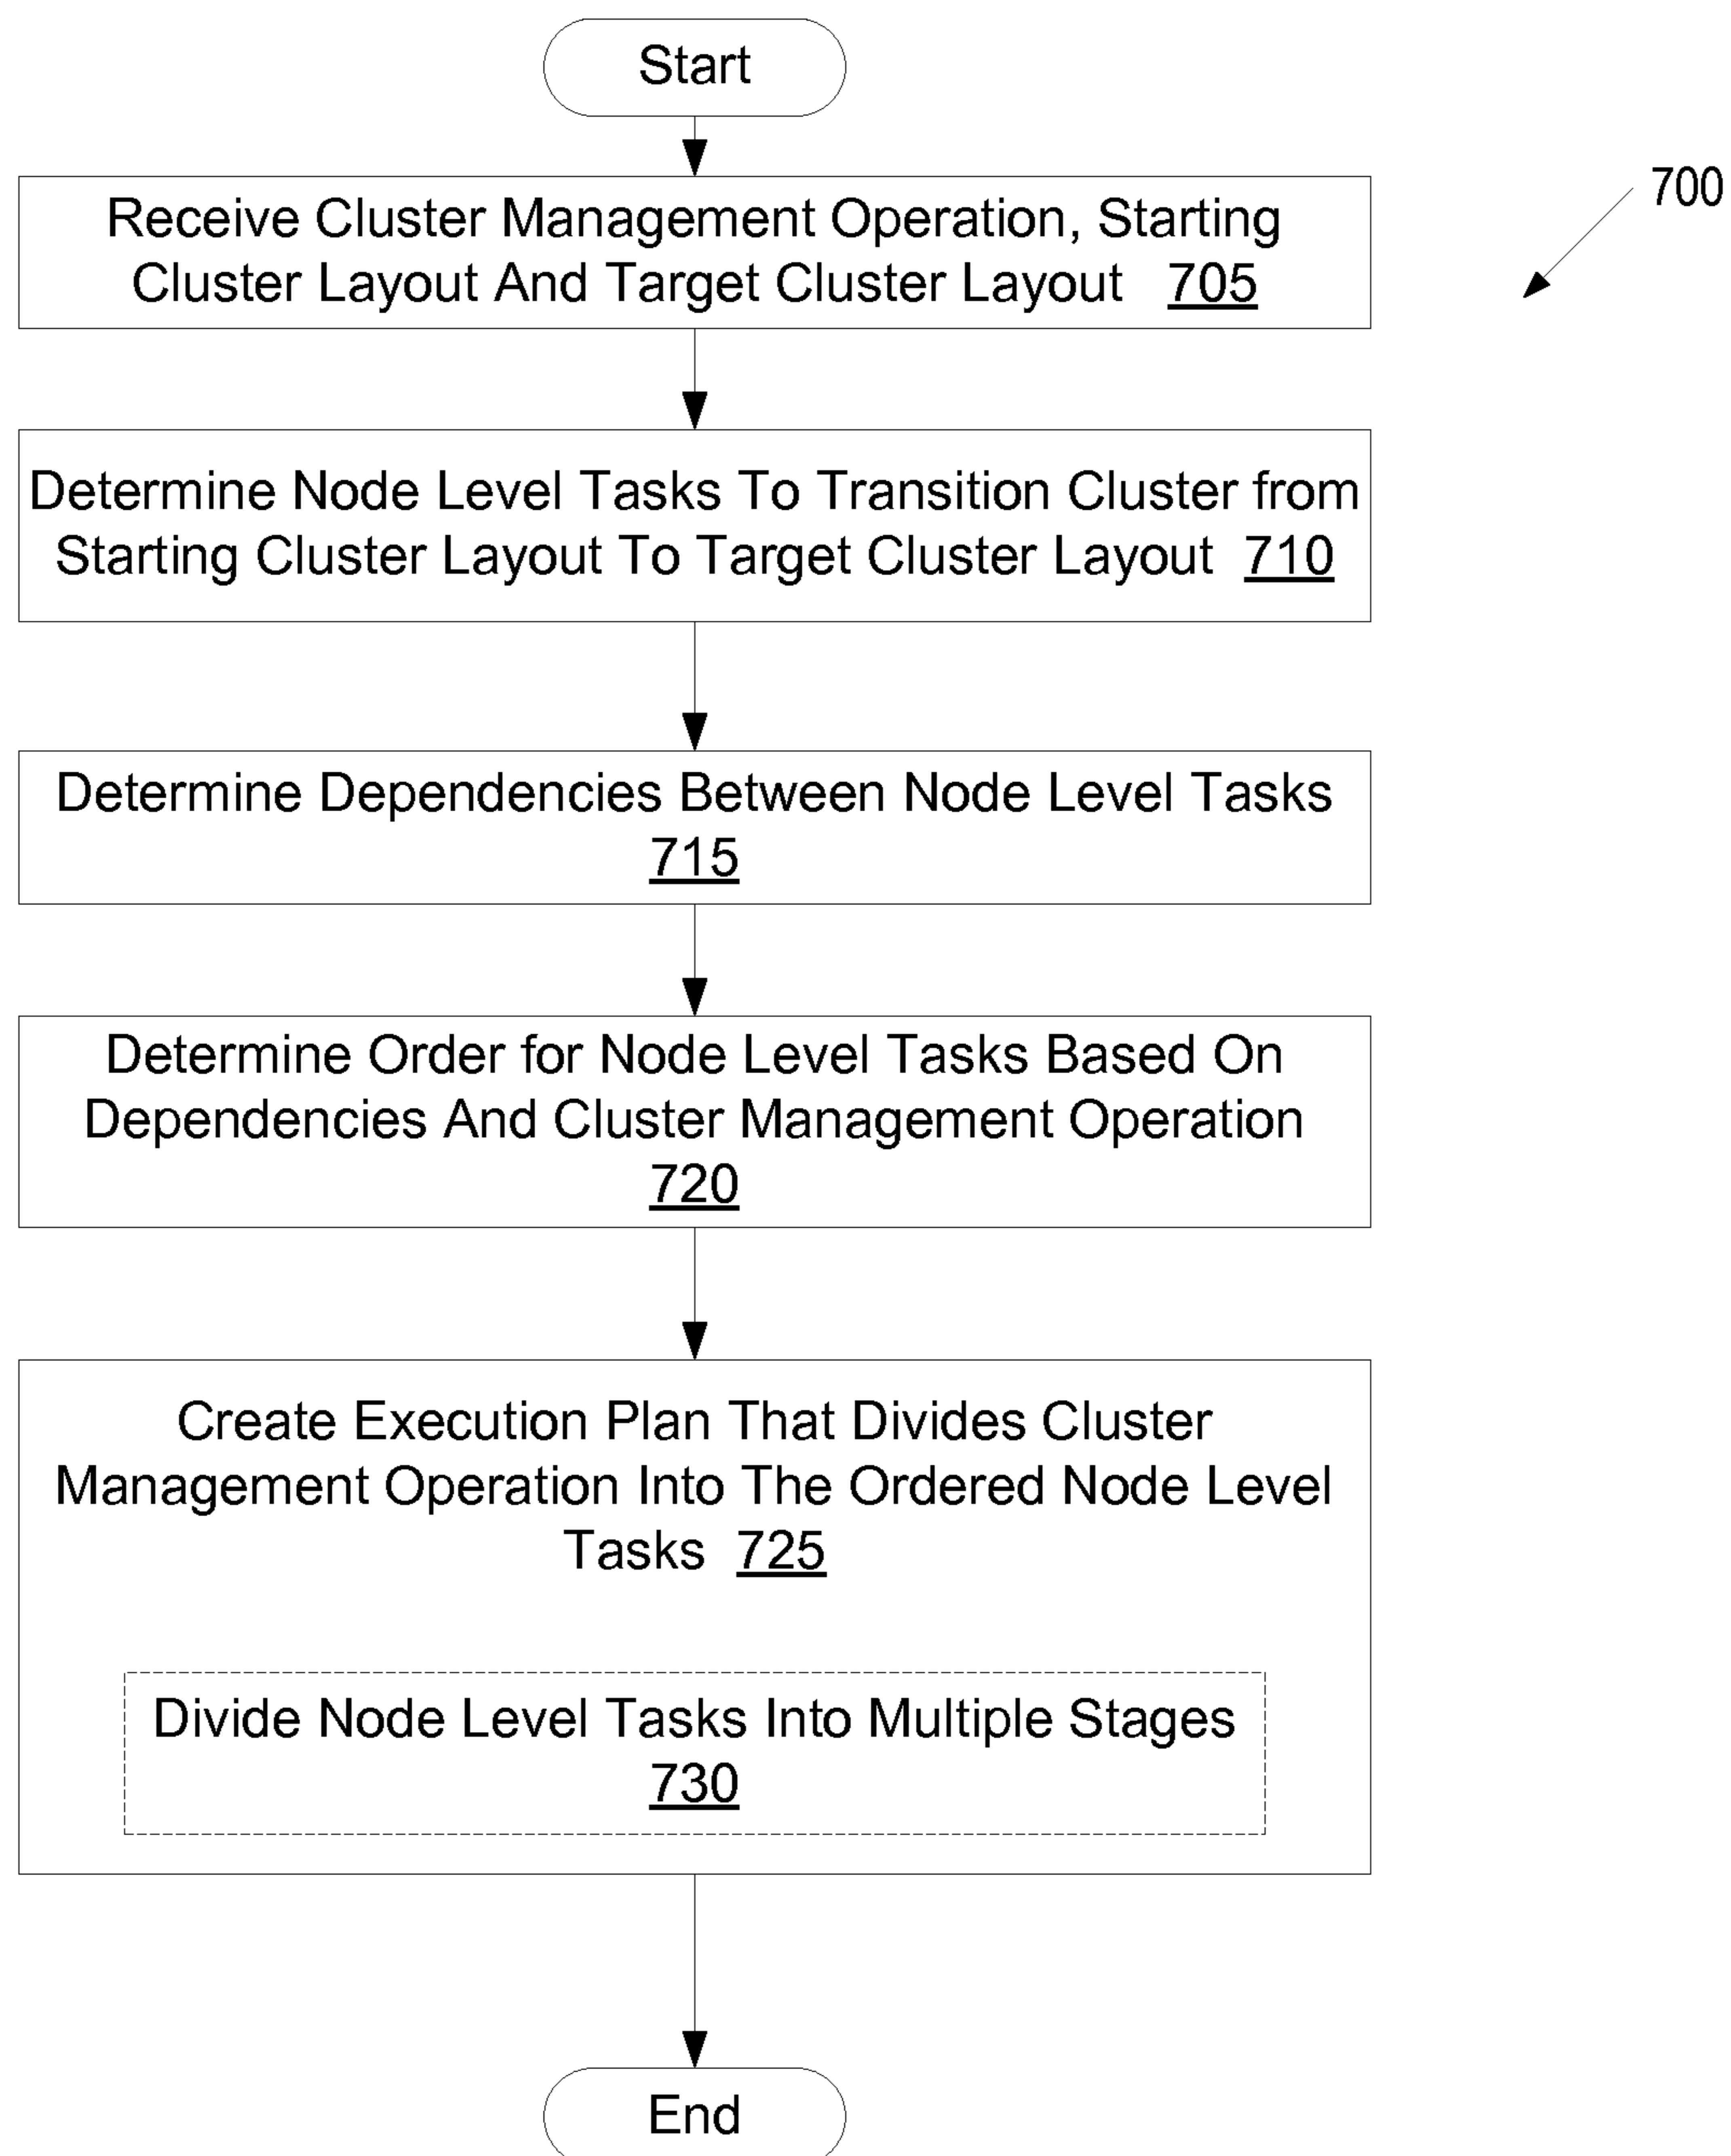 Start
700
Receive Cluster Management Operation, Starting
Cluster Layout And Target Cluster Layout 705
Determine Node Level Tasks To Transition Cluster from
Starting Cluster Layout To Target Cluster Layout 710
Determine Dependencies Between Node Level Tasks
715
Determine Order for Node Level Tasks Based On
Dependencies And Cluster Management Operation
720
Create Execution Plan That Divides Cluster
Management Operation Into The Ordered Node Level
Tasks 725
Divide Node Level Tasks Into Multiple Stages
730
End